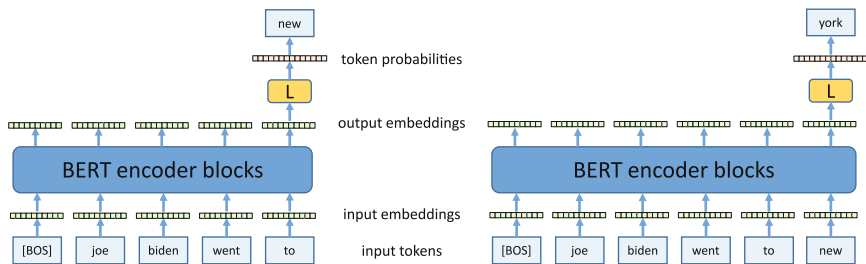 new
york
token probabilities
L
L
output embeddings
BERT encoder blocks
BERT encoder blocks
input embeddings
[BOS] joe biden went to
input tokens
[BOS] joe biden went to new